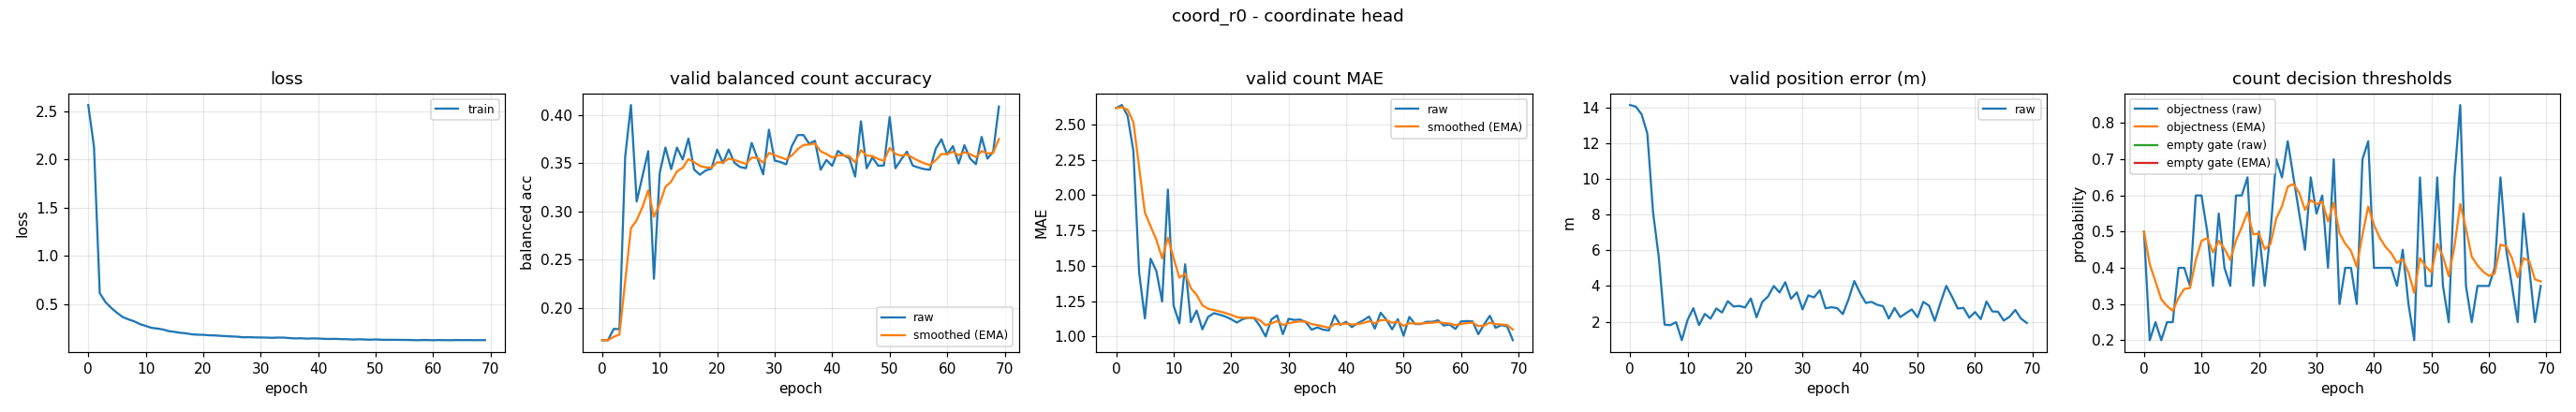 coord_r0 - coordinate head
loss
train
2.5
2.0
1.5
1.0
0.5
loss
0 10 20 30 40 50 60 70
epoch
valid balanced count accuracy
0.40
0.35
0.30
0.25
0.20
balanced acc
raw
smoothed (EMA)
0 10 20 30 40 50 60 70
epoch
valid count MAE
raw
smoothed (EMA)
2.50
2.25
2.00
1.75
1.50
1.25
1.00
MAE
0 10 20 30 40 50 60 70
epoch
valid position error (m)
raw
14
12
10
8
6
4
2
m
0 10 20 30 40 50 60 70
epoch
count decision thresholds
objectness (raw)
objectness (EMA)
empty gate (raw)
empty gate (EMA)
0.8
0.7
0.6
0.5
0.4
0.3
0.2
probability
0 10 20 30 40 50 60 70
epoch